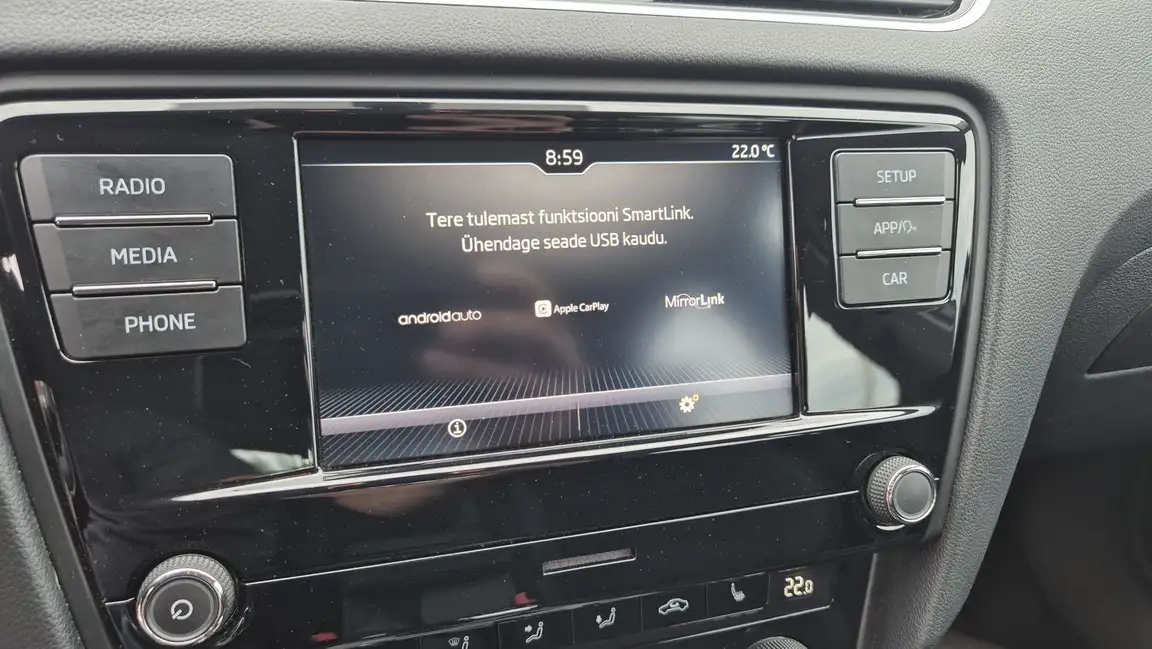 8:59
22.0 °C
RADIO
MEDIA
PHONE
Tere tulemast funktsiooni SmartLink.
Ühendage seade USB kaudu.
androidauto
Apple CarPlay
MirrorLink
SETUP
APP/
CAR
22.0